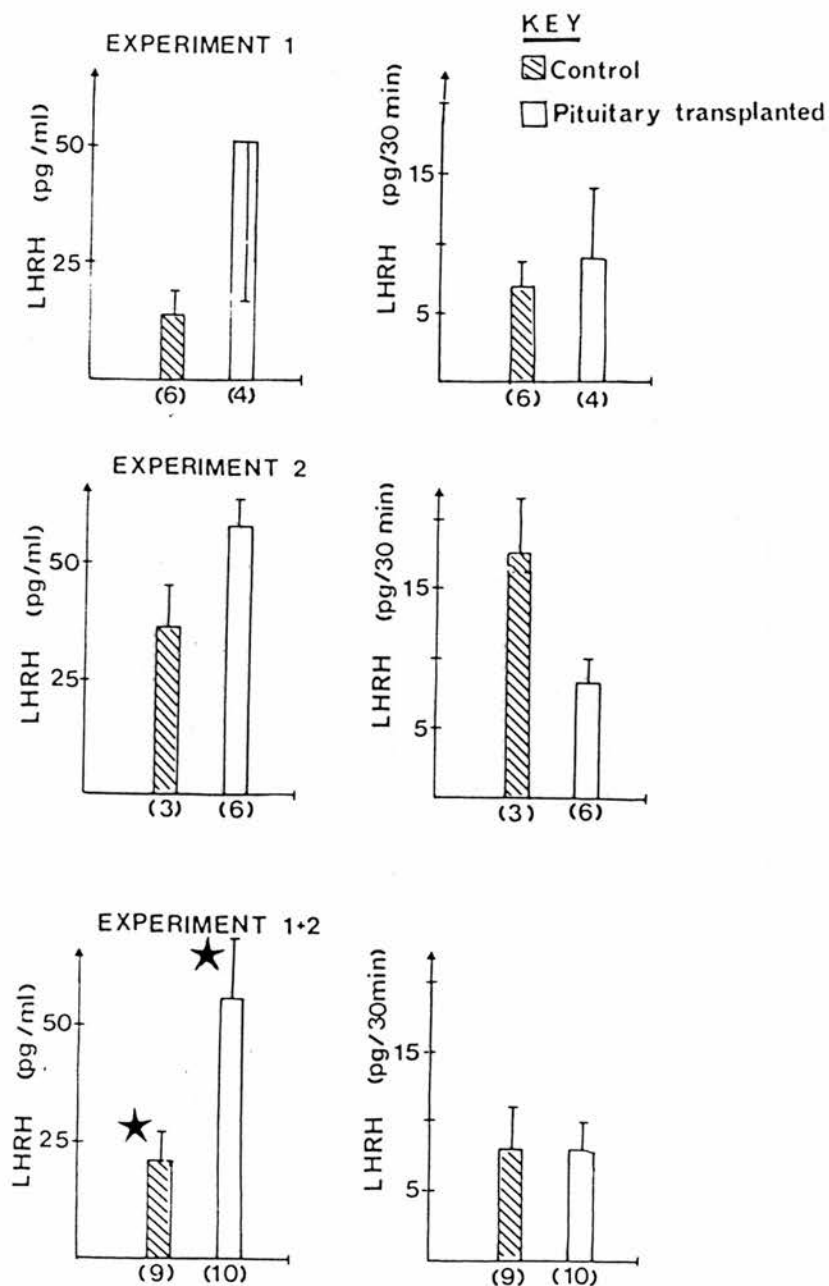 KEY
Control
Pituitary transplanted
EXPERIMENT 1
LHRH (pg/ml)
50
25
(6) (4)
LHRH (pg/30 min)
15
5
(6) (4)
EXPERIMENT 2
LHRH (pg/ml)
50
25
(3) (6)
LHRH (pg/30 min)
15
5
(3) (6)
EXPERIMENT 1+2
LHRH (pg/ml)
50
25
(9) (10)
LHRH (pg/30min)
15
5
(9) (10)